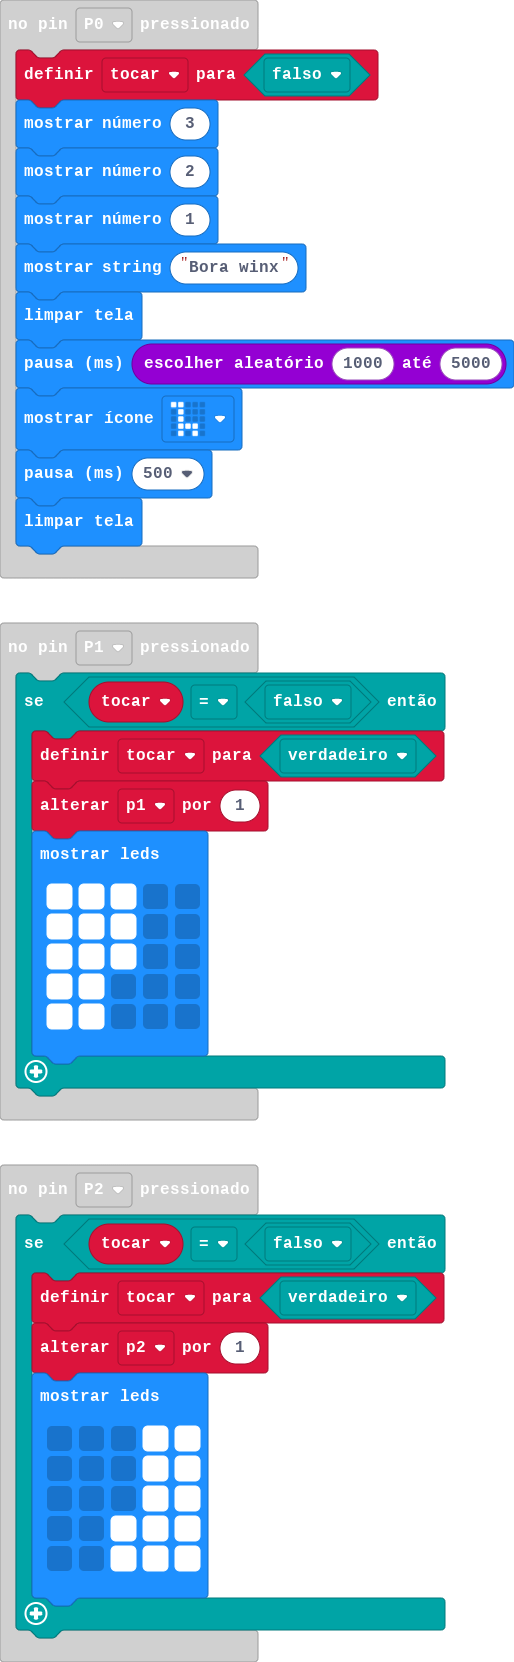 no pin P0 pressionado
definir tocar para falso
mostrar número 3
mostrar número 2
mostrar número 1
mostrar string "Bora winx"
limpar tela
pausa (ms) escolher aleatório 1000 até 5000
mostrar ícone
pausa (ms) 500
limpar tela
no pin P1 pressionado
se tocar = falso então
definir tocar para verdadeiro
alterar p1 por 1
mostrar leds
no pin P2 pressionado
se tocar = falso então
definir tocar para verdadeiro
alterar p2 por 1
mostrar leds